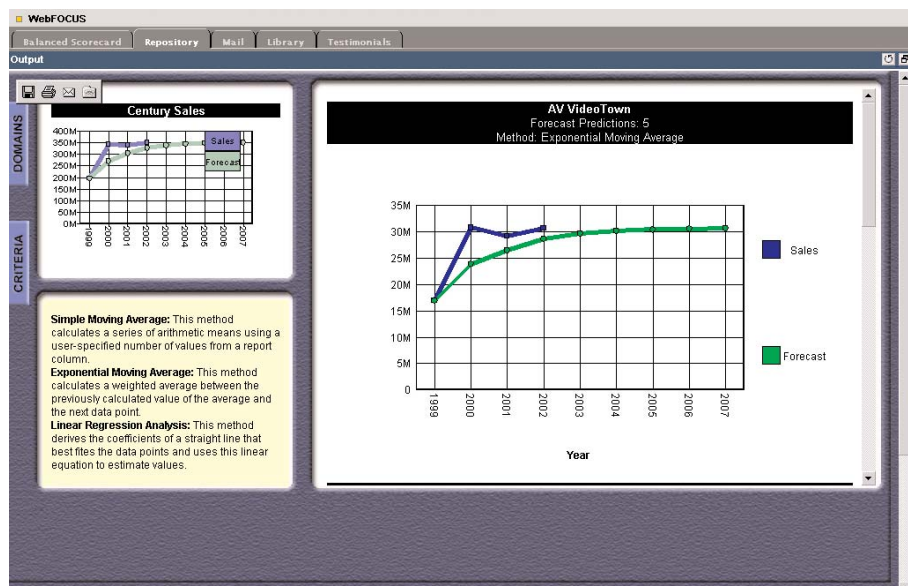 WebFOCUS
Balanced Scorecard Repository Mail Library Testimonials
Output
DOMAINS
CRITERIA
Century Sales
400M
350M
300M
250M
200M
150M
100M
50M
0M
1999 2000 2001 2002 2003 2004 2005 2006 2007
Sales
Forecast
Simple Moving Average: This method
calculates a series of arithmetic means using a
user-specified number of values from a report
column.
Exponential Moving Average: This method
calculates a weighted average between the
previously calculated value of the average and
the next data point.
Linear Regression Analysis: This method
derives the coefficients of a straight line that
best fites the data points and uses this linear
equation to estimate values.
AV VideoTown
Forecast Predictions: 5
Method: Exponential Moving Average
35M
30M
25M
20M
15M
10M
5M
0
1999 2000 2001 2002 2003 2004 2005 2006 2007
Year
Sales
Forecast